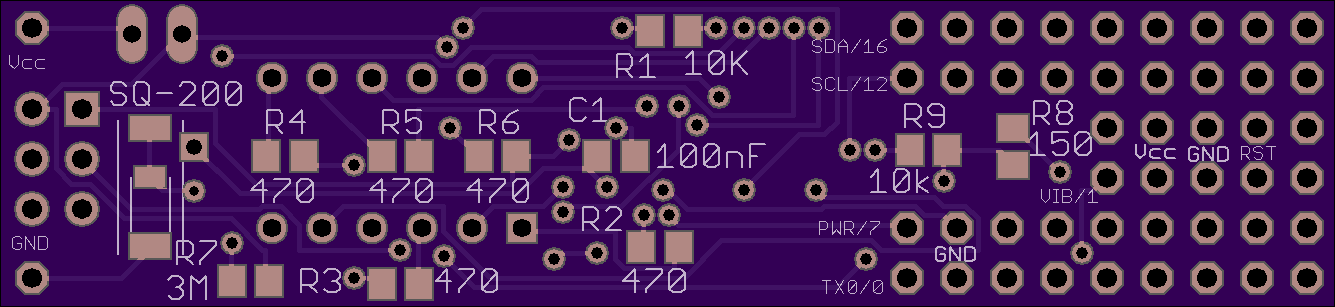 SDA/16
R1 10K
Vcc
SCL/12
SQ-200
R4 R5 R6 C1
R9 R8
150
100nF
Vcc GND RST
470 470 470
10k
VIB/1
R2
PWR/7
GND
R7
GND
3M R3 470 470
TX0/0